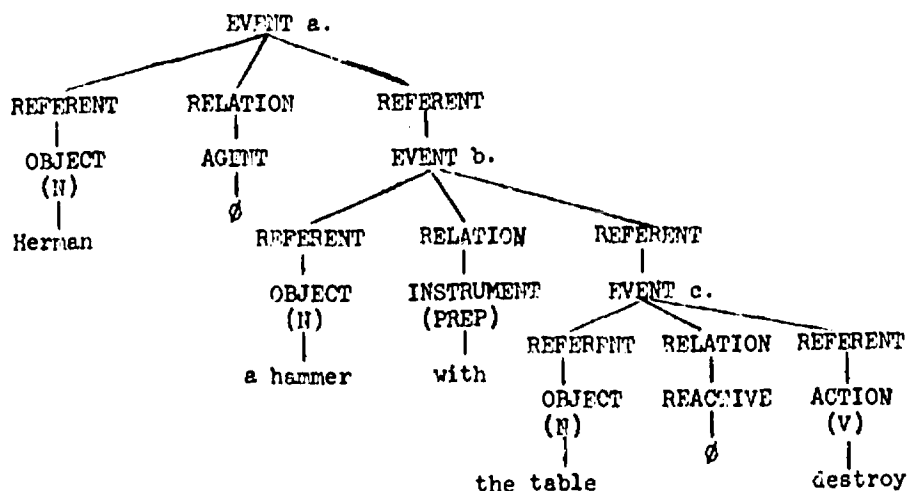 EVENT a.
REFERENT RELATION REFERENT
OBJECT AGENT EVENT b.
(N) ∅
Herman REFERENT RELATION REFERENT
OBJECT INSTRUMENT EVENT c.
(N) (PREP)
REFERENT RELATION REFERENT
a hammer with
OBJECT REACTIVE ACTION
(N) ∅ (V)
the table destroy